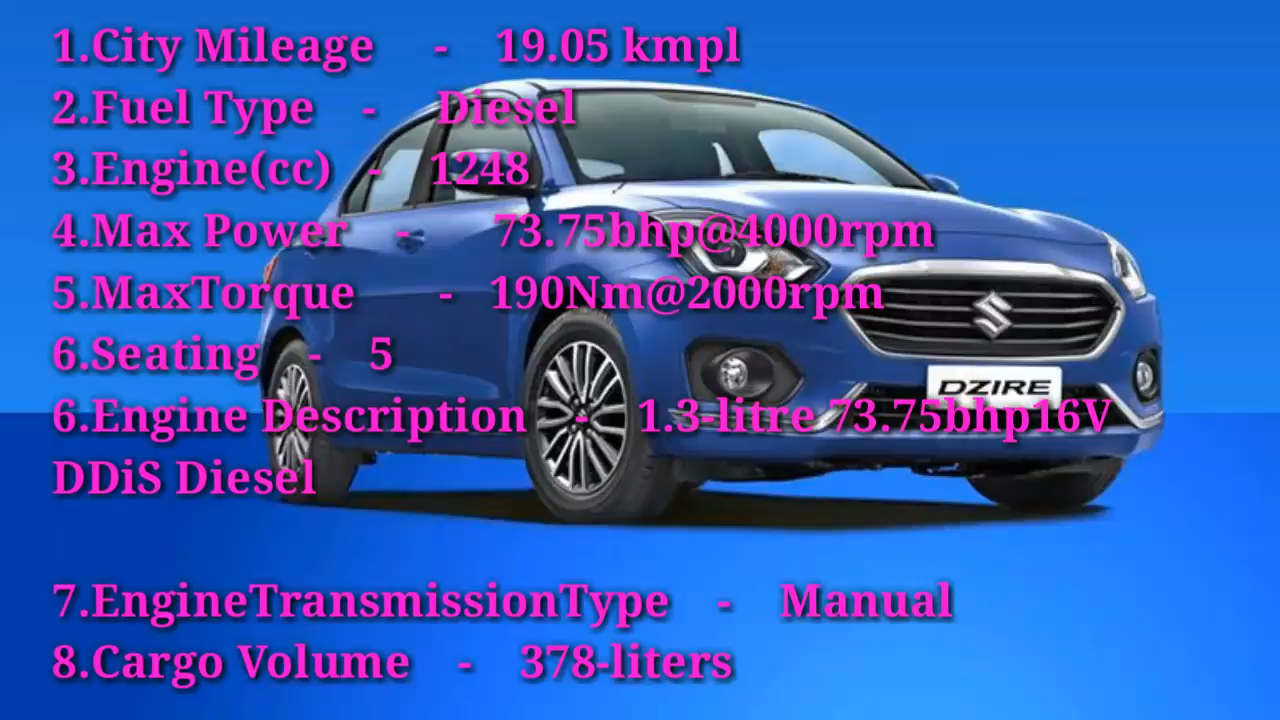 1.City Mileage - 19.05 kmpl
2.Fuel Type - Diesel
3.Engine(cc) - 1248
4.Max Power - 73.75bhp@4000rpm
5.MaxTorque - 190Nm@2000rpm
6.Seating - 5
DZIRE
6.Engine Description - 1.3-litre 73.75bhp16V
DDiS Diesel
7.EngineTransmissionType - Manual
8.Cargo Volume - 378-liters